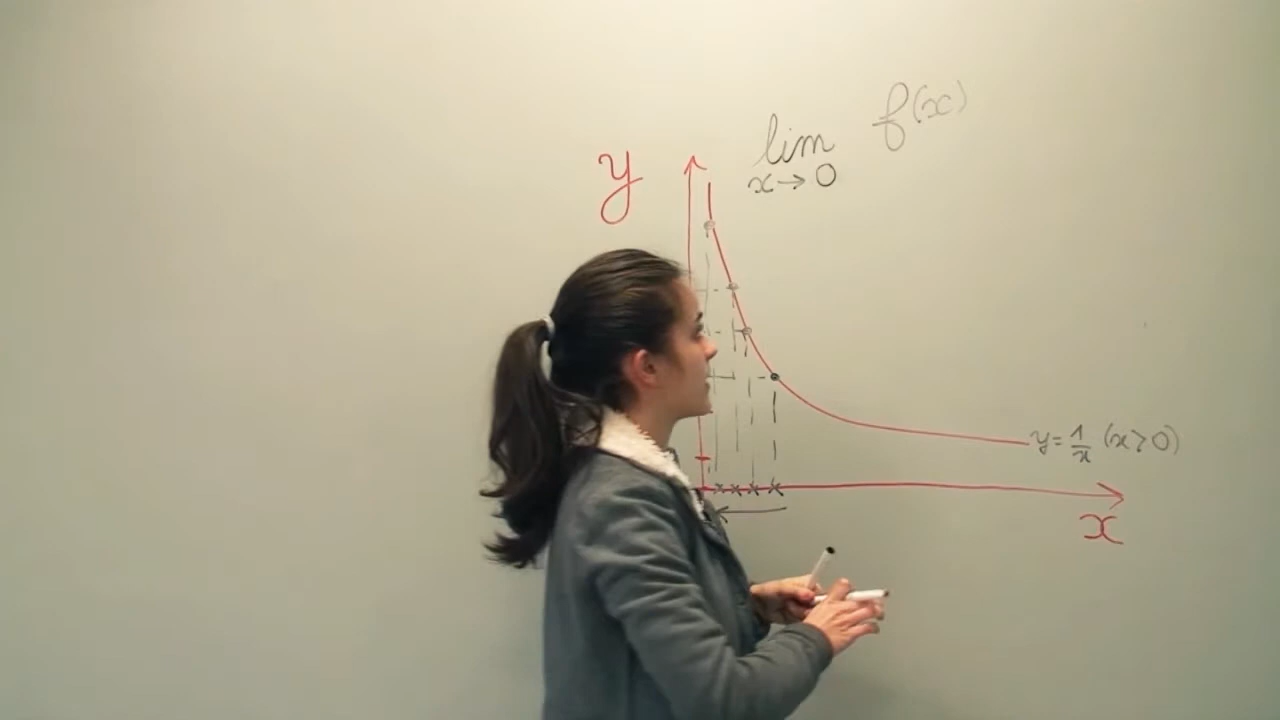 y
lim f(x)
x→0
y = 1/x (x>0)
x